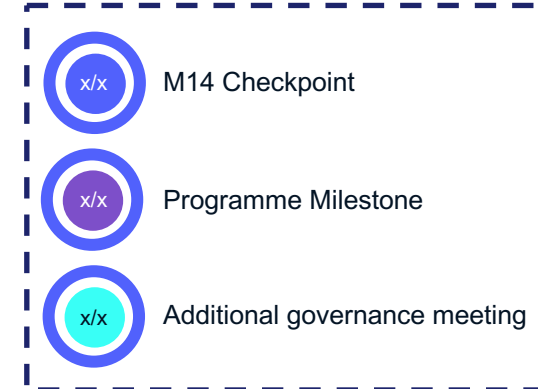 x/x M14 Checkpoint
x/x Programme Milestone
x/x Additional governance meeting